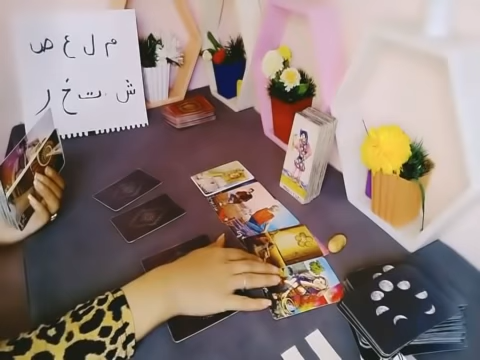 م ل ع ص
ش ت خ ر